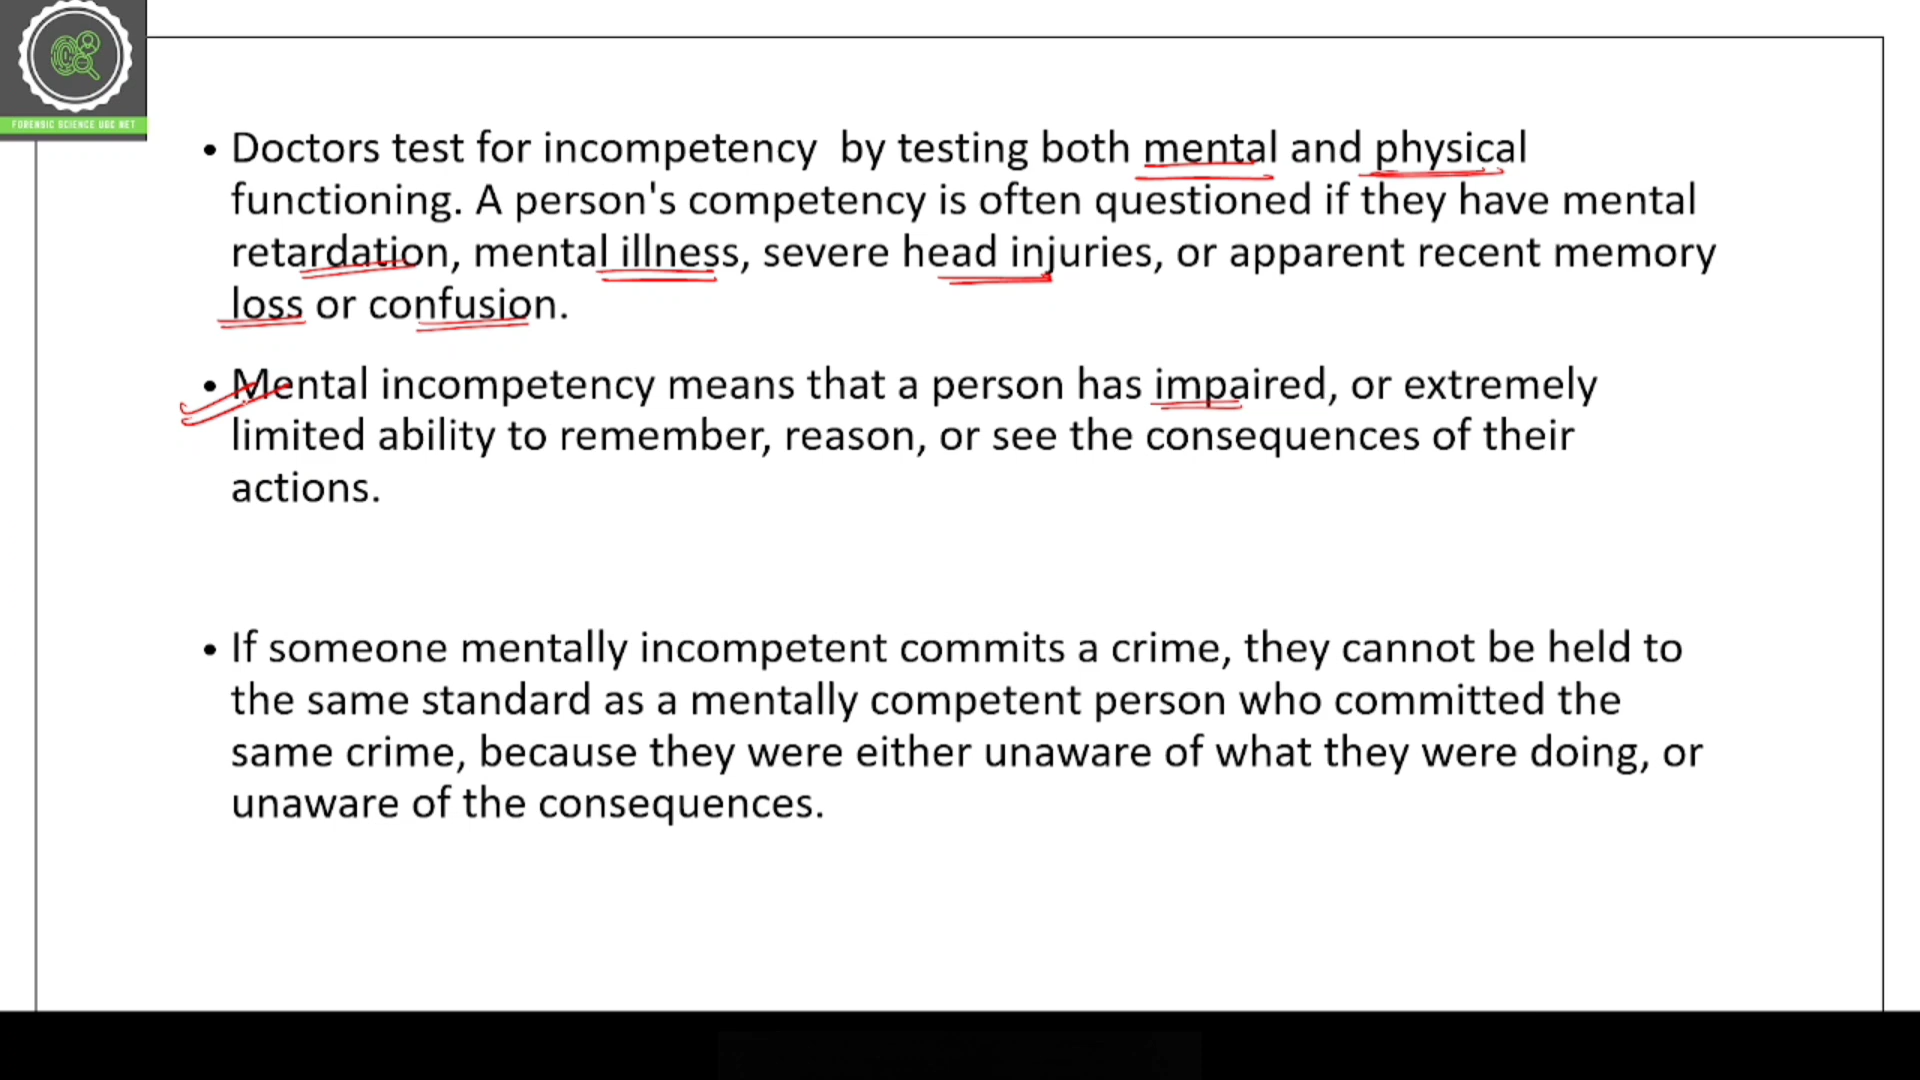 FORENSIC SCIENCE UGC NET
• Doctors test for incompetency by testing both mental and physical
functioning. A person's competency is often questioned if they have mental
retardation, mental illness, severe head injuries, or apparent recent memory
loss or confusion.
• Mental incompetency means that a person has impaired, or extremely
limited ability to remember, reason, or see the consequences of their
actions.
• If someone mentally incompetent commits a crime, they cannot be held to
the same standard as a mentally competent person who committed the
same crime, because they were either unaware of what they were doing, or
unaware of the consequences.